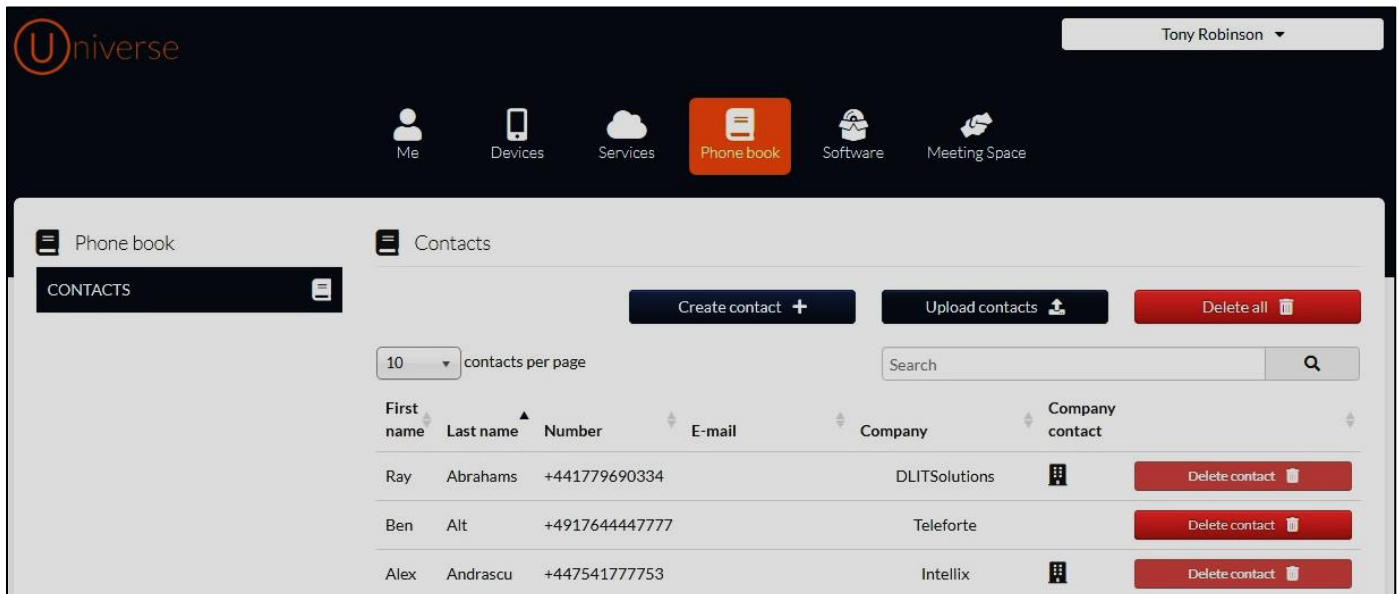 Universe
Tony Robinson
Me Devices Services Phone book Software Meeting Space
Phone book
CONTACTS
Contacts
Create contact Upload contacts Delete all
10 contacts per page Search
First name Last name Number E-mail Company Company contact
Ray Abrahams +441779690334 DLITSolutions Delete contact
Ben Alt +4917644447777 Teleforte Delete contact
Alex Andrascu +447541777753 Intellix Delete contact